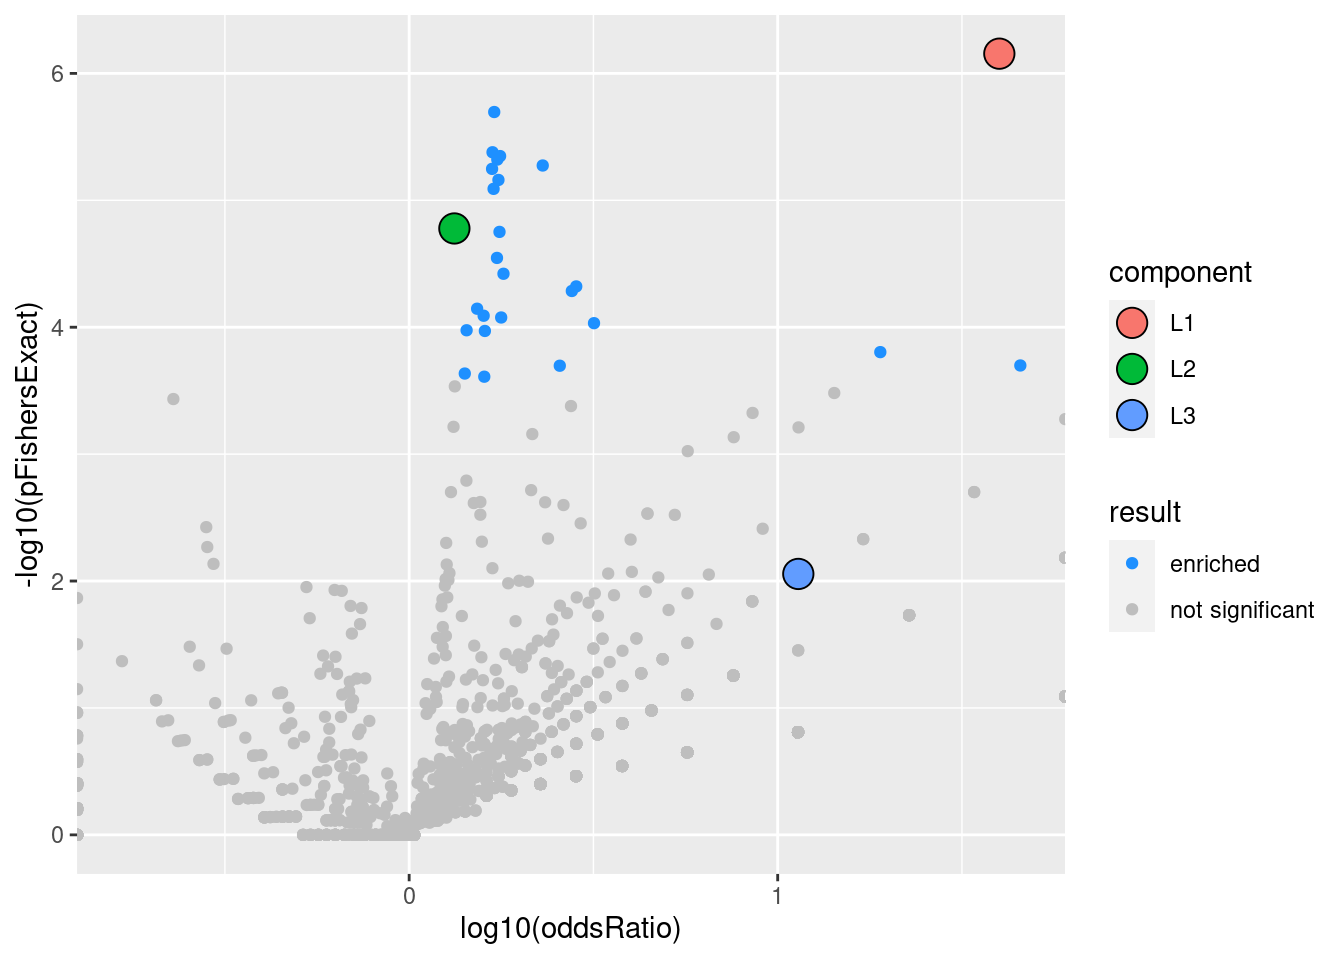 6
4
2
0
-log10(pFishersExact)
0
1
log10(oddsRatio)
component
L1
L2
L3
result
enriched
not significant